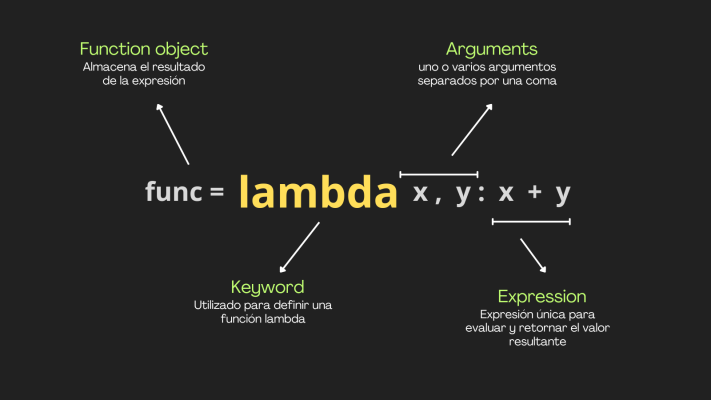 Function object
Almacena el resultado
de la expresión
Arguments
uno o varios argumentos
separados por una coma
func = lambda x , y : x + y
Keyword
Utilizado para definir una
función lambda
Expression
Expresión única para
evaluar y retornar el valor
resultante